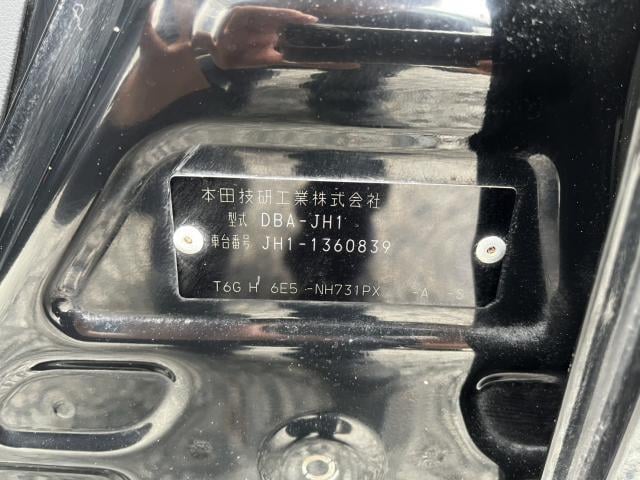 本田技研工業株式会社
型式 DBA-JH1
車台番号 JH1-1360839
T6G H 6E5 -NH731PX -A -S